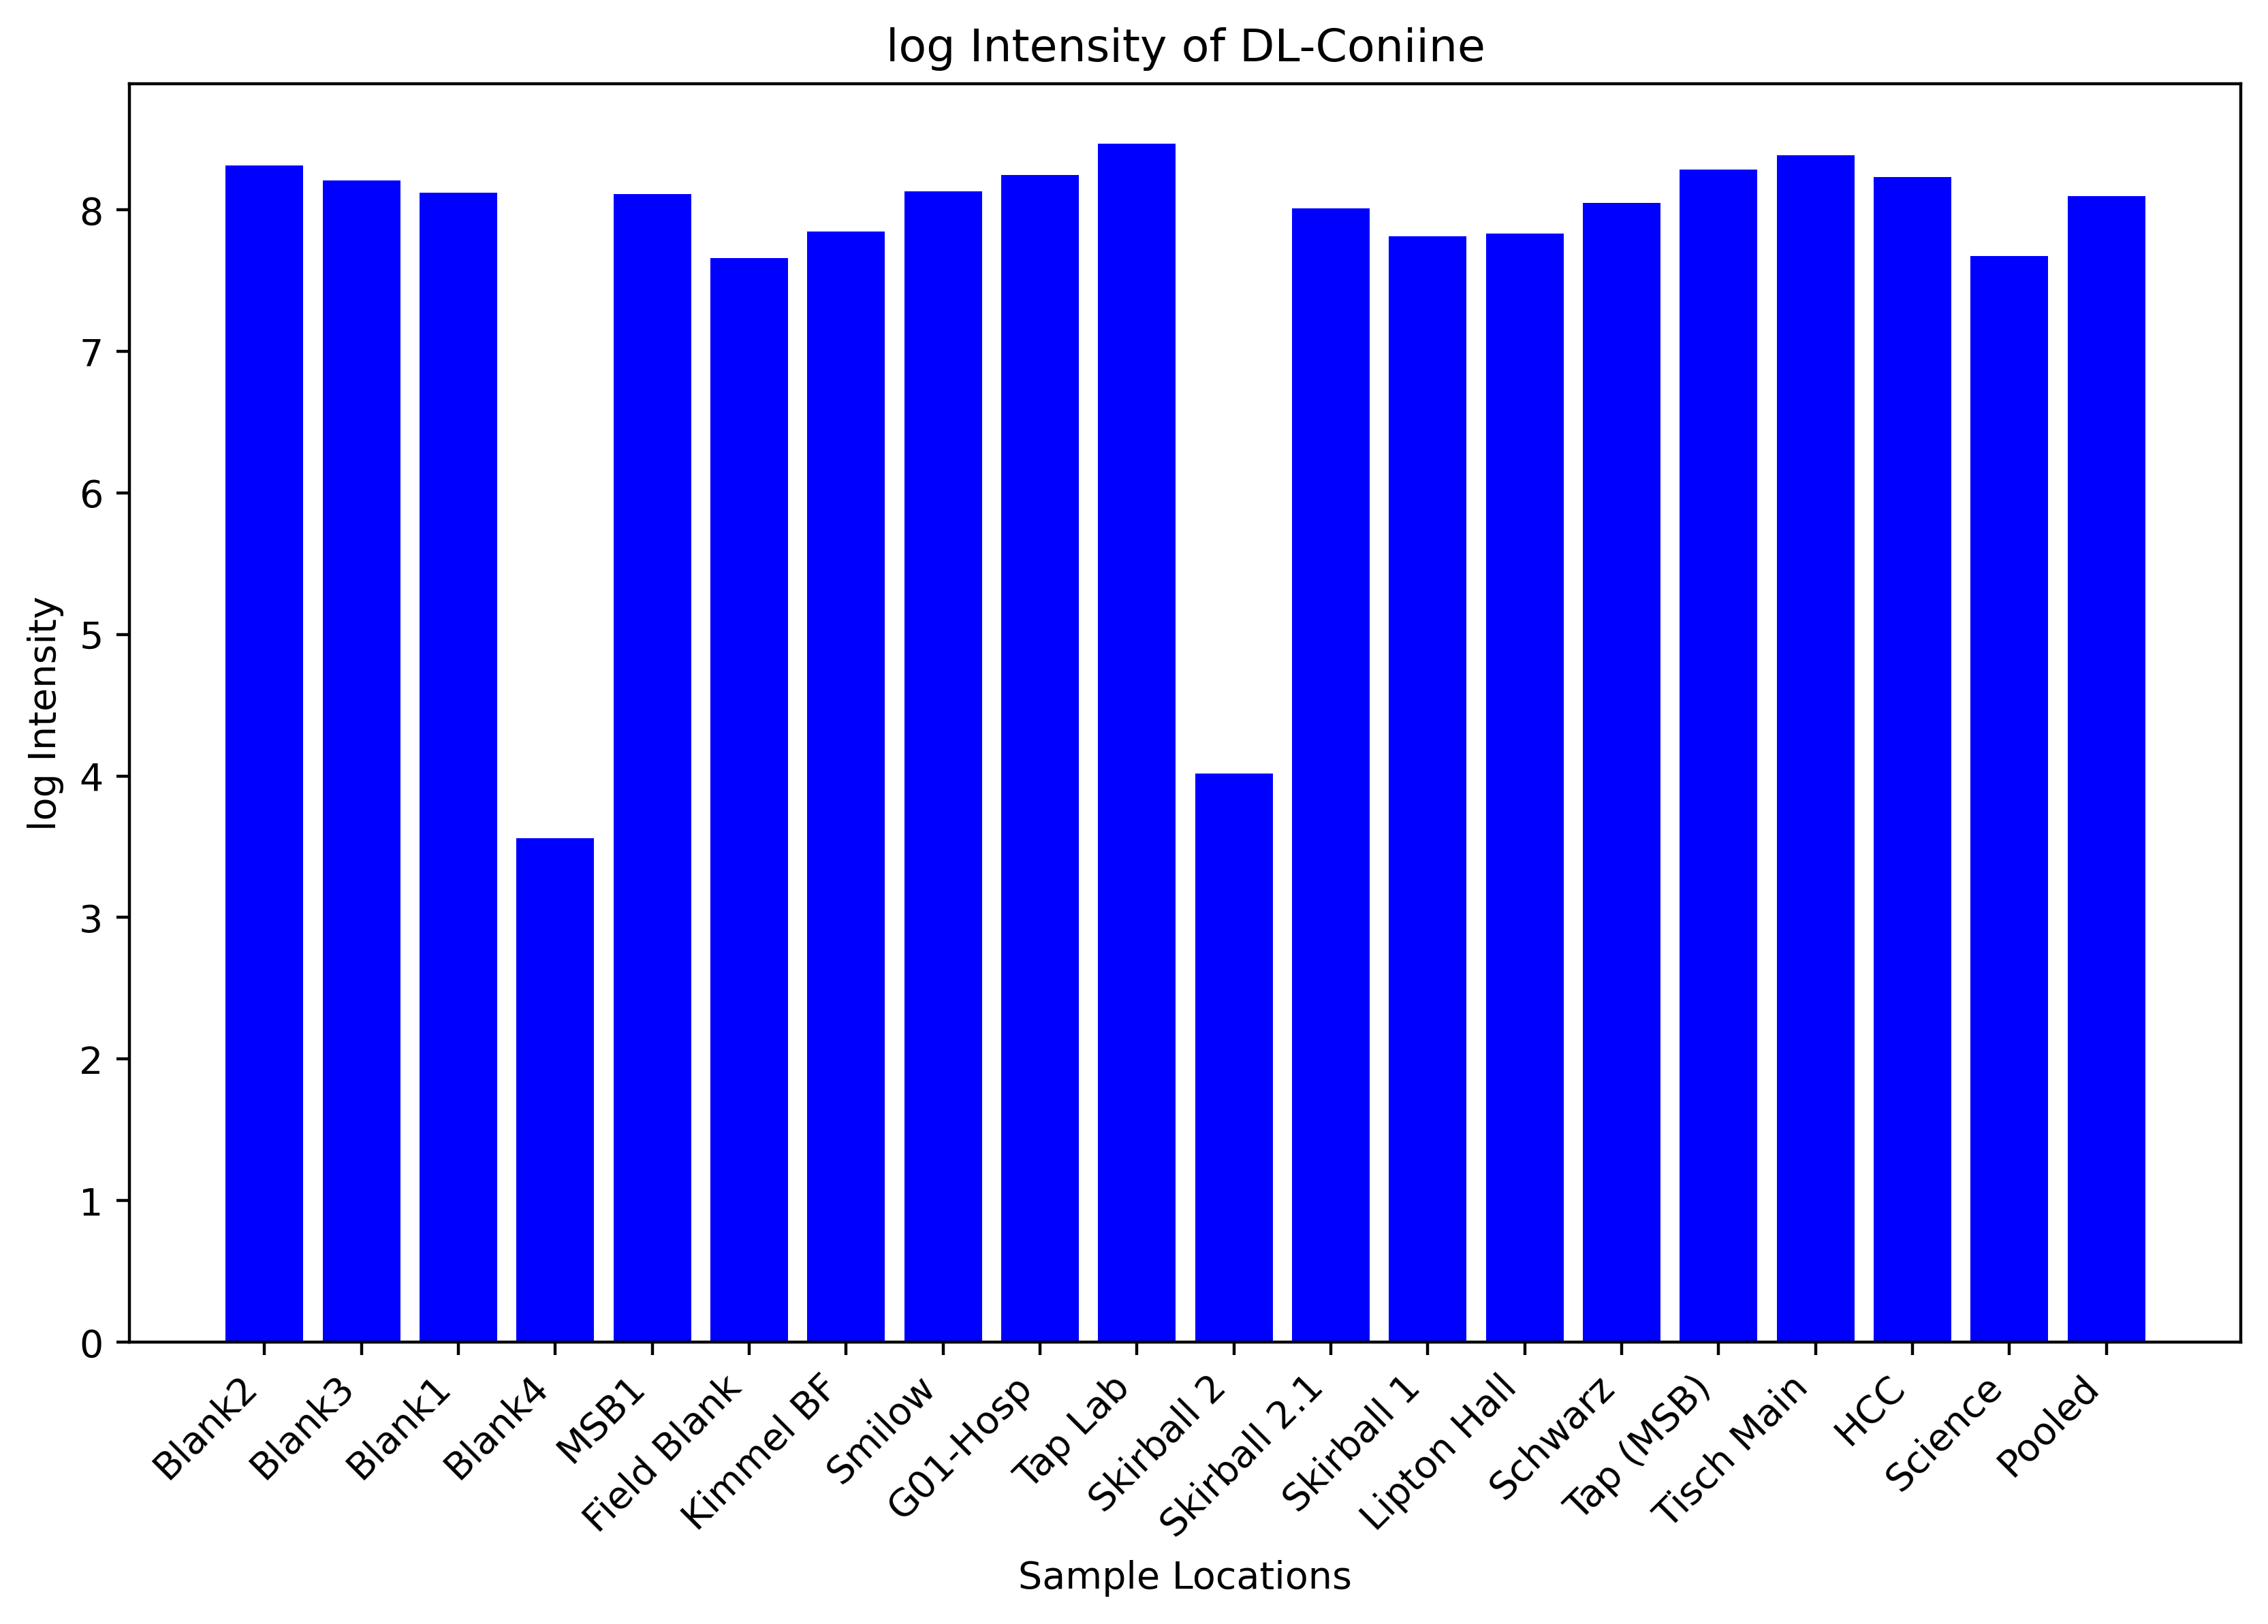 log Intensity of DL-Coniine
log Intensity
8
7
6
5
4
3
2
1
0
Blank2
Blank3
Blank1
Blank4
MSB1
Field Blank
Kimmel BF
Smilow
G01-Hosp
Tap Lab
Skirball 2
Skirball 2.1
Skirball 1
Lipton Hall
Schwarz
Tap (MSB)
Tisch Main
HCC
Science
Pooled
Sample Locations